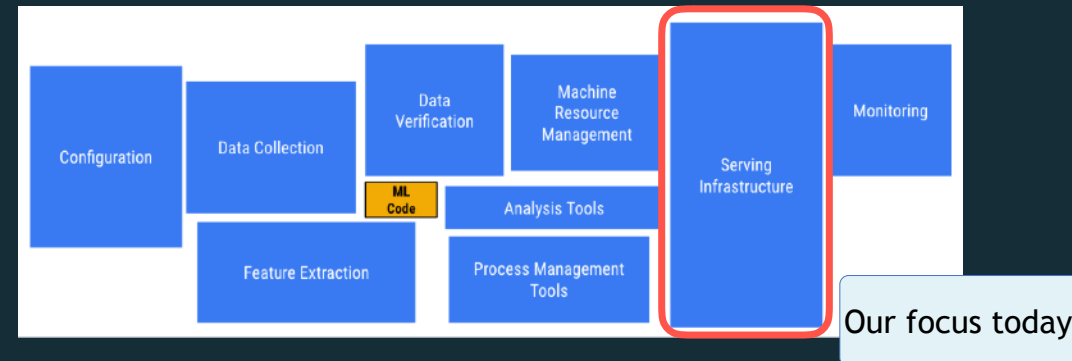 Configuration
Data Collection
Data
Verification
Machine
Resource
Management
Serving
Infrastructure
Monitoring
ML
Code
Analysis Tools
Feature Extraction
Process Management
Tools
Our focus today